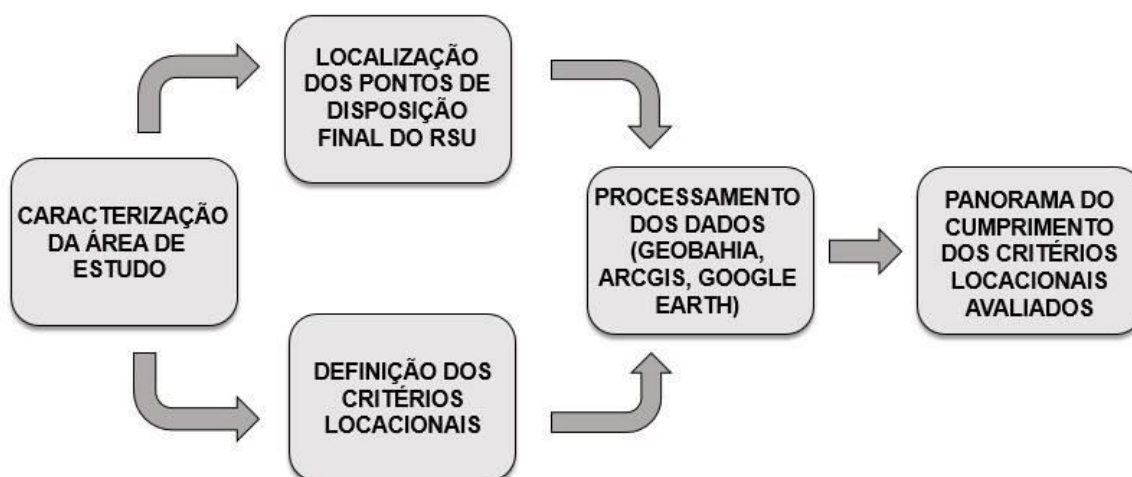 CARACTERIZAÇÃO
DA ÁREA DE
ESTUDO
LOCALIZAÇÃO
DOS PONTOS DE
DISPOSIÇÃO
FINAL DO RSU
DEFINIÇÃO DOS
CRITÉRIOS
LOCACIONAIS
PROCESSAMENTO
DOS DADOS
(GEOBAHIA,
ARCGIS, GOOGLE
EARTH)
PANORAMA DO
CUMPRIMENTO
DOS CRITÉRIOS
LOCACIONAIS
AVALIADOS